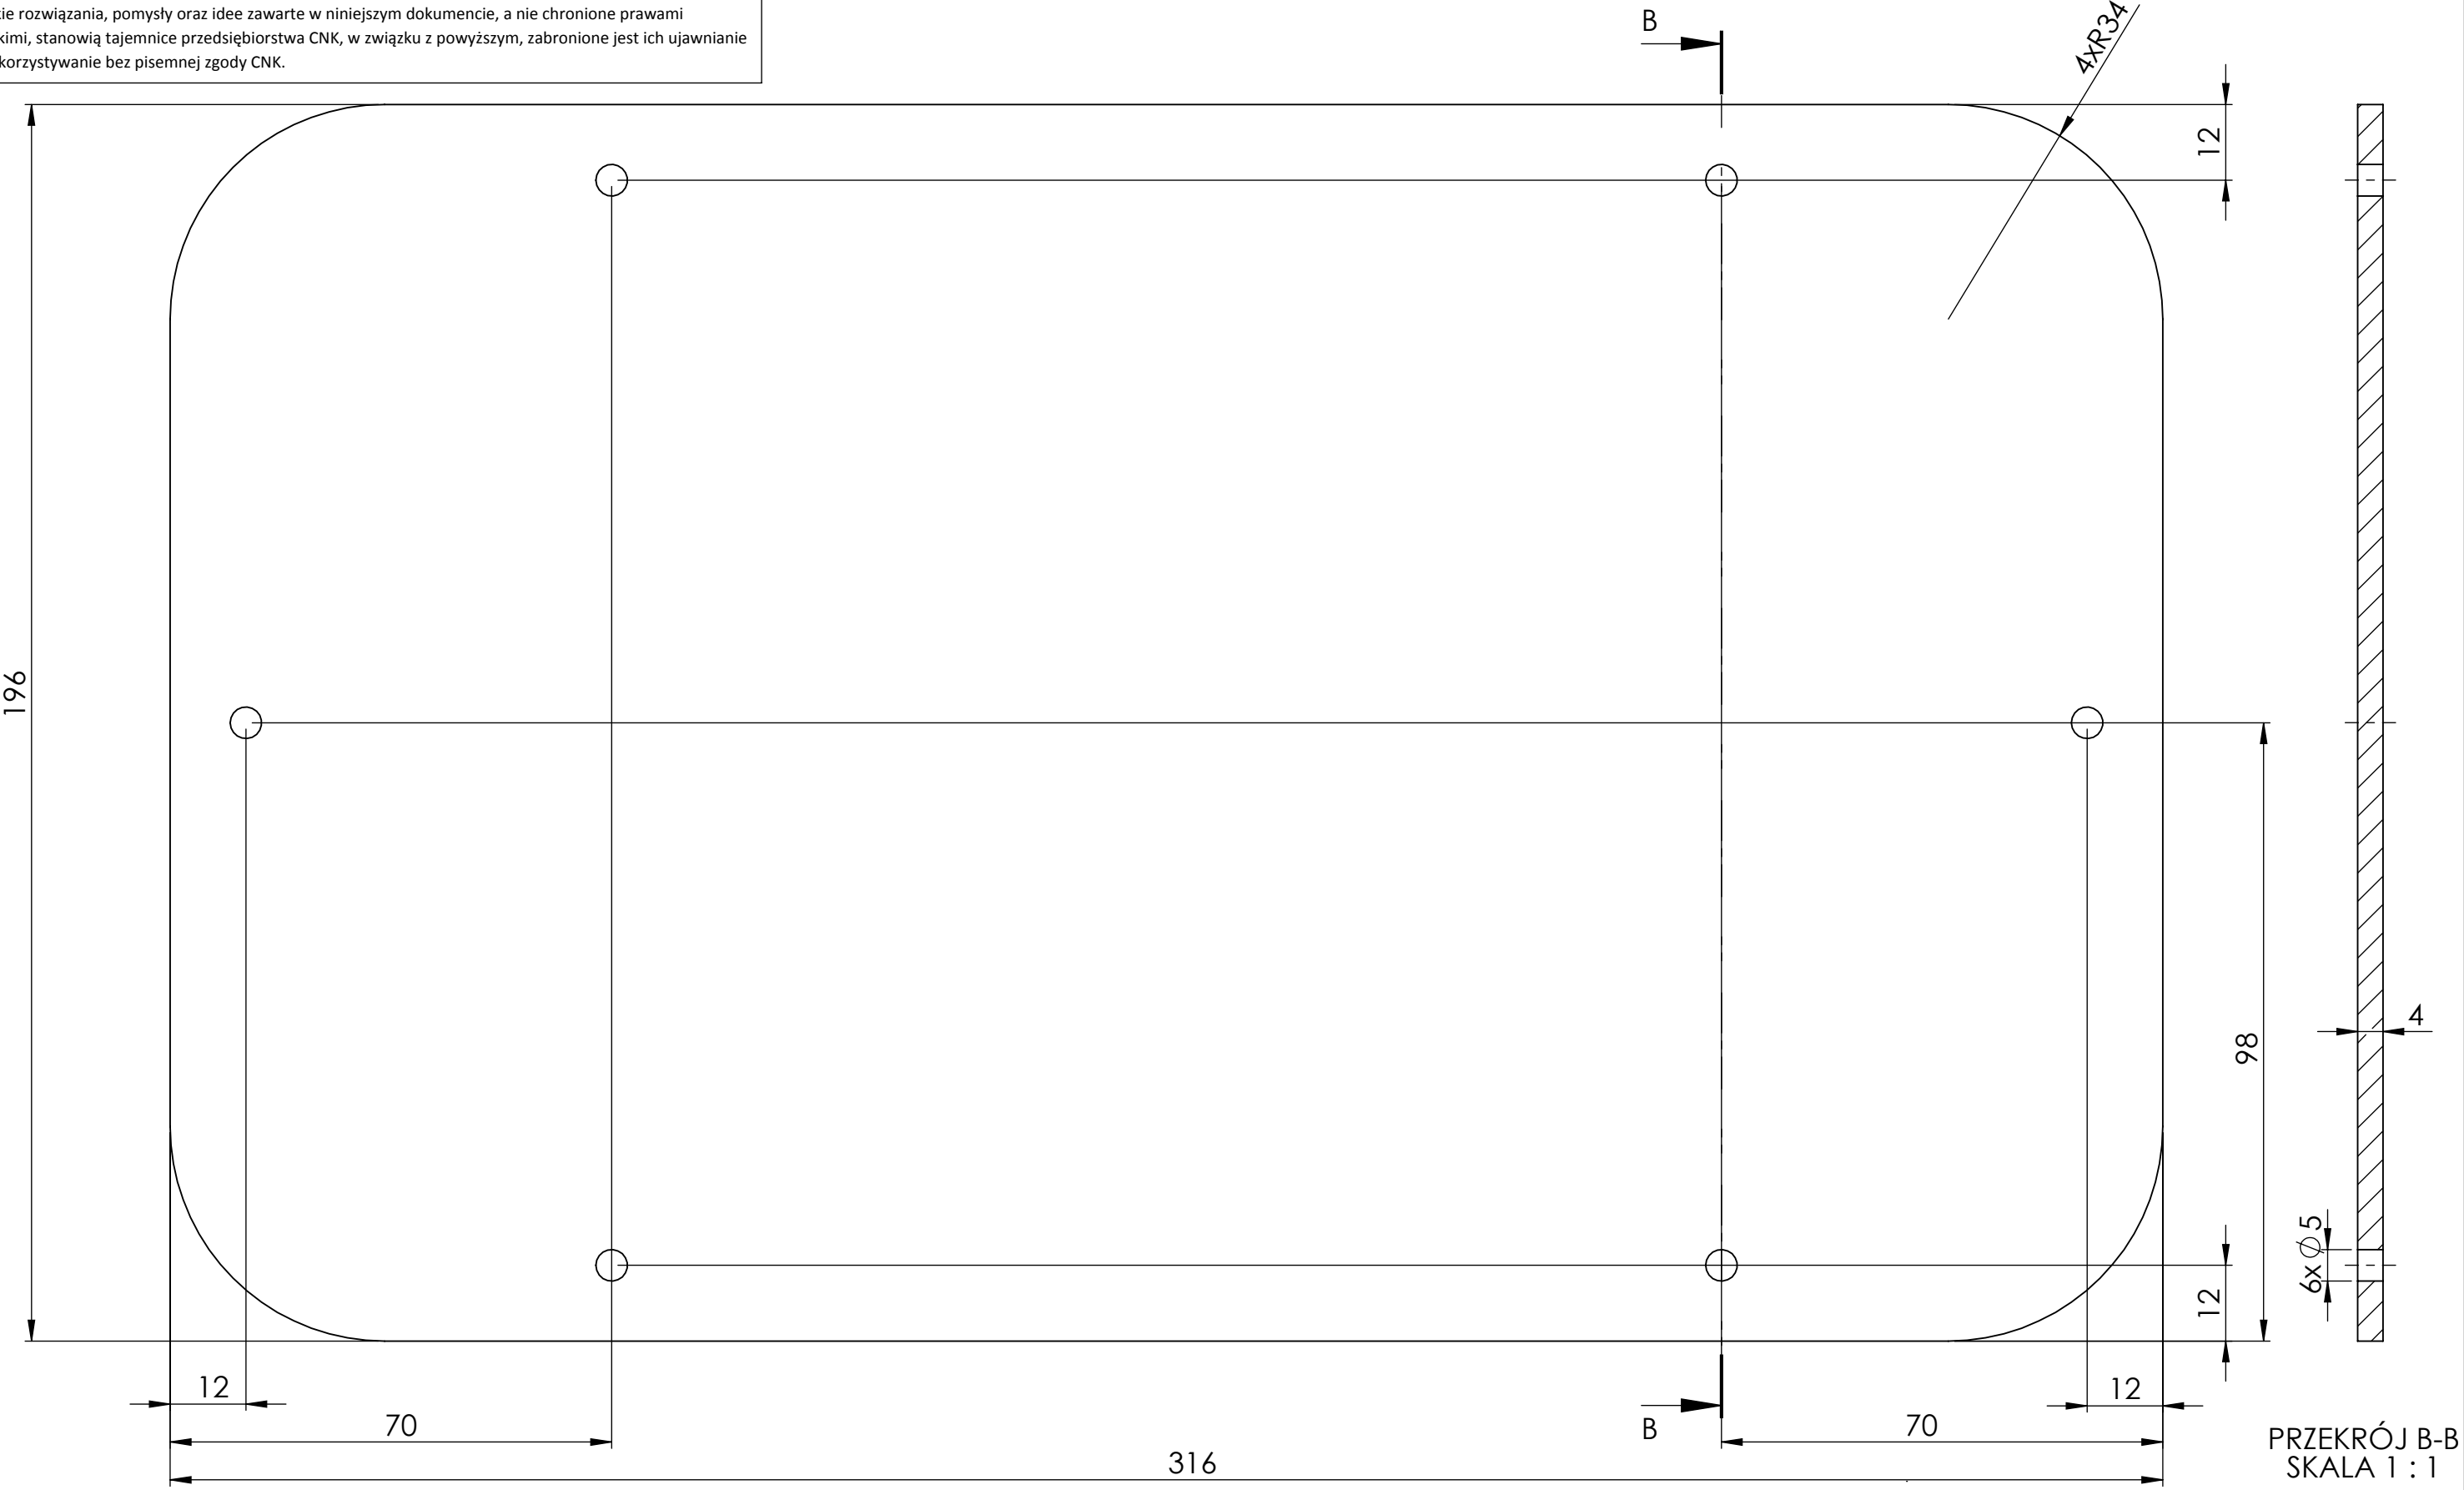 kie rozwiązania, pomysły oraz idee zawarte w niniejszym dokumencie, a nie chronione prawami
kimi, stanowią tajemnice przedsiębiorstwa CNK, w związku z powyższym, zabronione jest ich ujawnianie
korzystywanie bez pisemnej zgody CNK.
B
4xR34
12
196
98
4
6x Ø5
12
12
12
70
B
70
316
PRZEKRÓJ B-B
SKALA 1 : 1